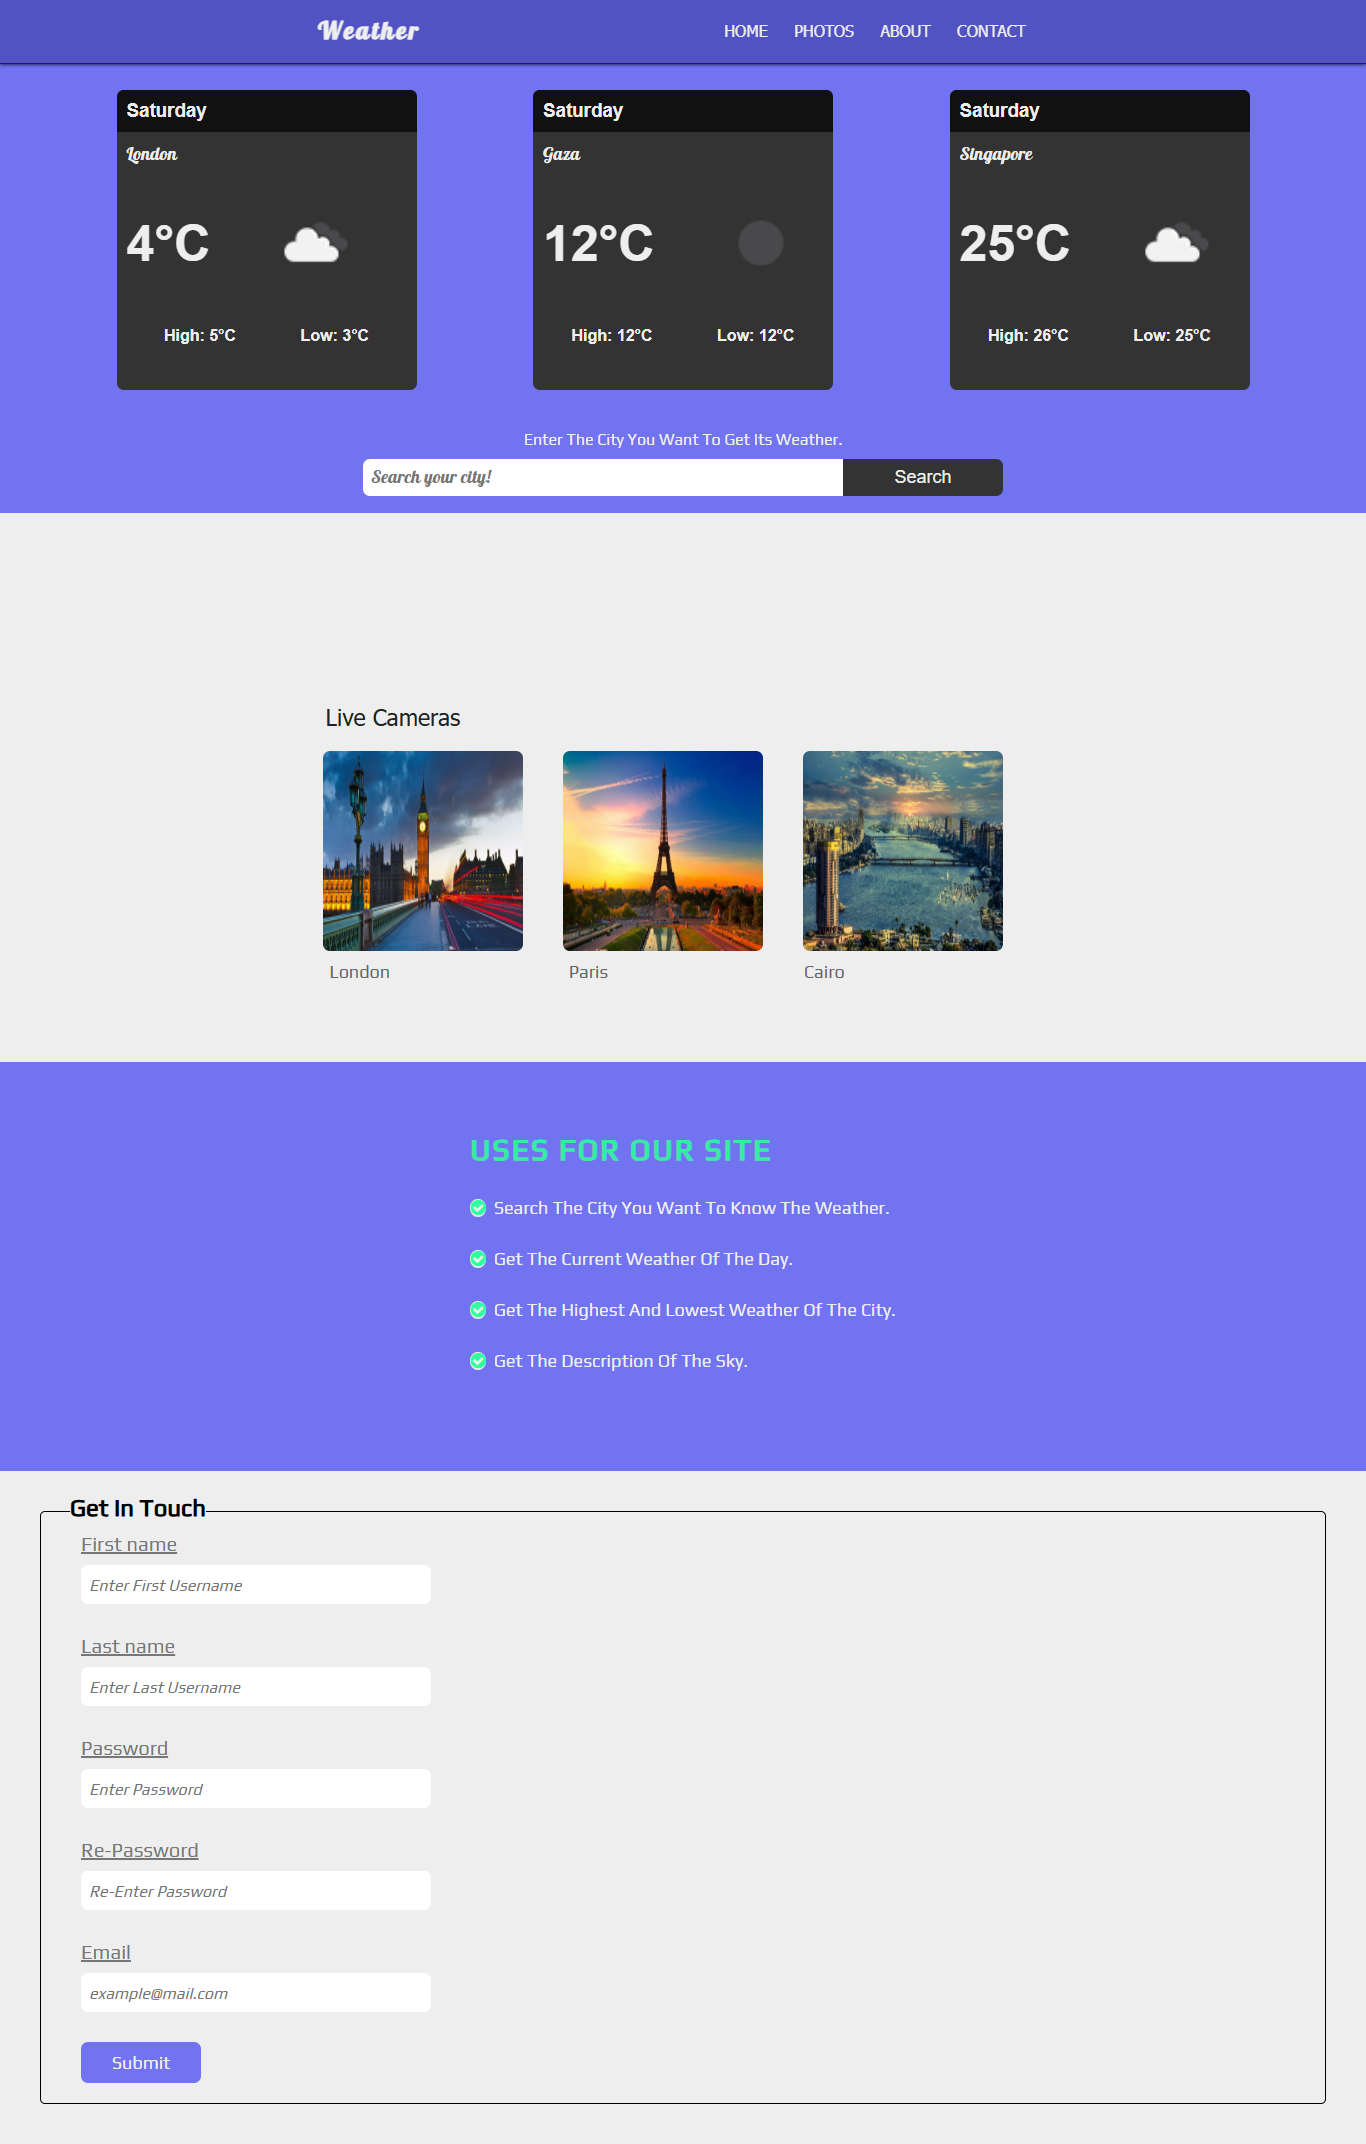 Weather
HOME PHOTOS ABOUT CONTACT
Saturday
London
4°C
High: 5°C Low: 3°C
Saturday
Gaza
12°C
High: 12°C Low: 12°C
Saturday
Singapore
25°C
High: 26°C Low: 25°C
Enter The City You Want To Get Its Weather.
Search your city! Search
Live Cameras
London
Paris
Cairo
USES FOR OUR SITE
Search The City You Want To Know The Weather.
Get The Current Weather Of The Day.
Get The Highest And Lowest Weather Of The City.
Get The Description Of The Sky.
Get In Touch
First name
Enter First Username
Last name
Enter Last Username
Password
Enter Password
Re-Password
Re-Enter Password
Email
example@mail.com
Submit